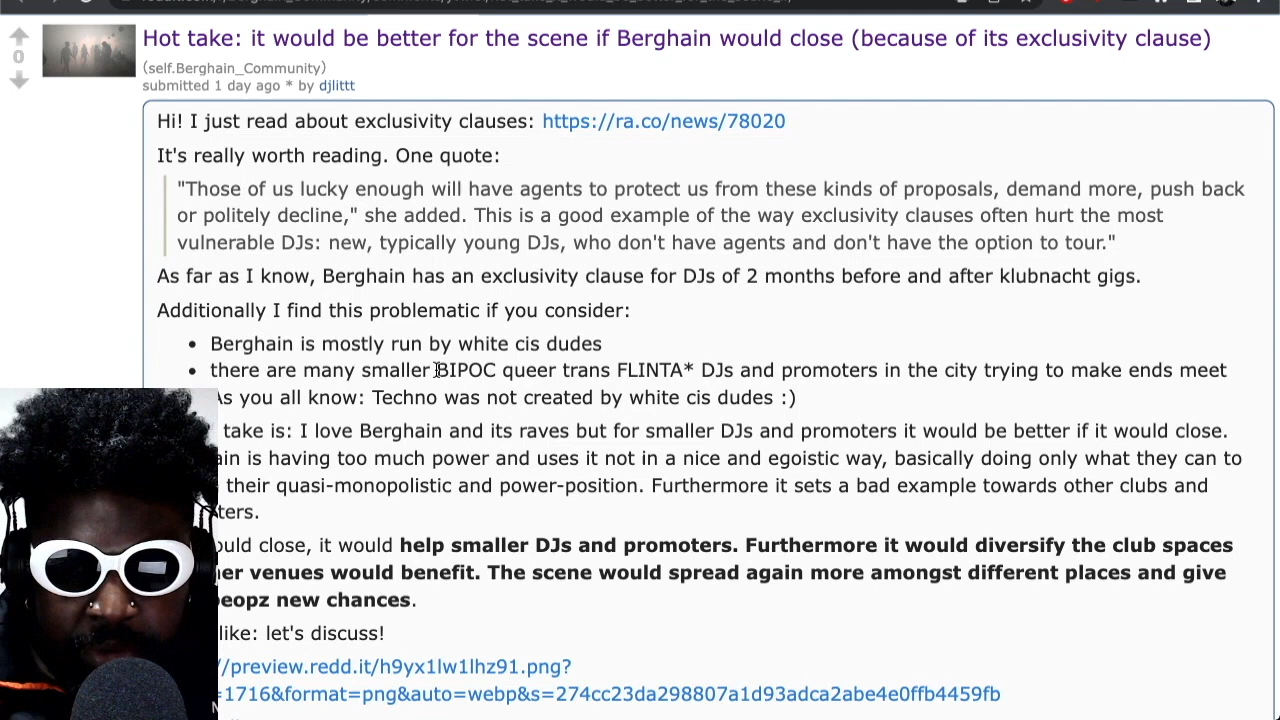 Hot take: it would be better for the scene if Berghain would close (because of its exclusivity clause)
0
(self.Berghain_Community)
submitted 1 day ago * by djlittt
Hi! I just read about exclusivity clauses: https://ra.co/news/78020
It's really worth reading. One quote:
"Those of us lucky enough will have agents to protect us from these kinds of proposals, demand more, push back
or politely decline," she added. This is a good example of the way exclusivity clauses often hurt the most
vulnerable DJs: new, typically young DJs, who don't have agents and don't have the option to tour."
As far as I know, Berghain has an exclusivity clause for DJs of 2 months before and after klubnacht gigs.
Additionally I find this problematic if you consider:
• Berghain is mostly run by white cis dudes
• there are many smaller BIPOC queer trans FLINTA* DJs and promoters in the city trying to make ends meet
As you all know: Techno was not created by white cis dudes :)
take is: I love Berghain and its raves but for smaller DJs and promoters it would be better if it would close.
ain is having too much power and uses it not in a nice and egoistic way, basically doing only what they can to
their quasi-monopolistic and power-position. Furthermore it sets a bad example towards other clubs and
ters.
ould close, it would help smaller DJs and promoters. Furthermore it would diversify the club spaces
er venues would benefit. The scene would spread again more amongst different places and give
peopz new chances.
like: let's discuss!
//preview.redd.it/h9yx1lw1lhz91.png?
=1716&format=png&auto=webp&s=274cc23da298807a1d93adca2abe4e0ffb4459fb